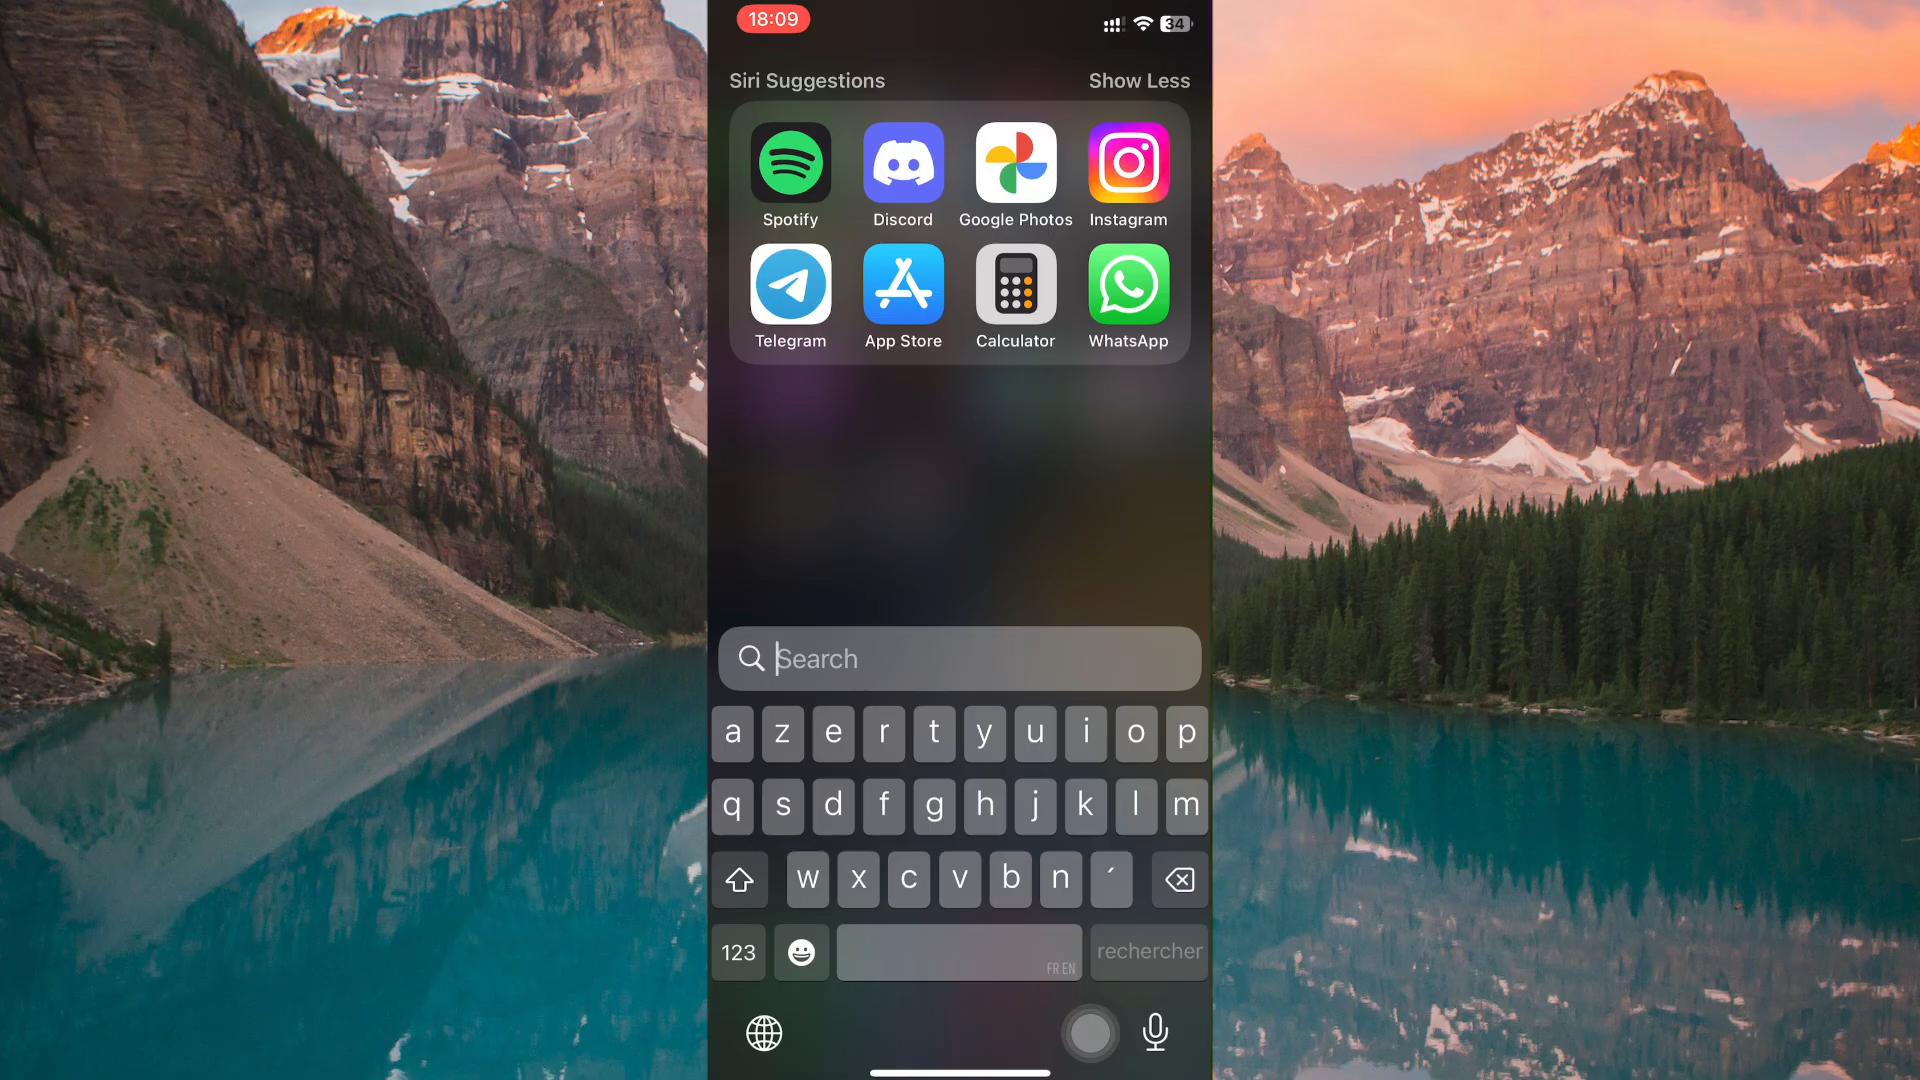 18:09
34
Siri Suggestions
Show Less
Spotify
Discord
Google Photos
Instagram
Telegram
App Store
Calculator
WhatsApp
Search
a z e r t y u i o p
q s d f g h j k l m
w x c v b n ´
123
FR EN
rechercher